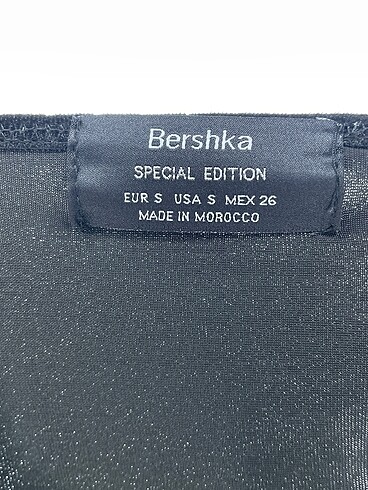 Bershka
SPECIAL EDITION
EUR S USA S MEX 26
MADE IN MOROCCO